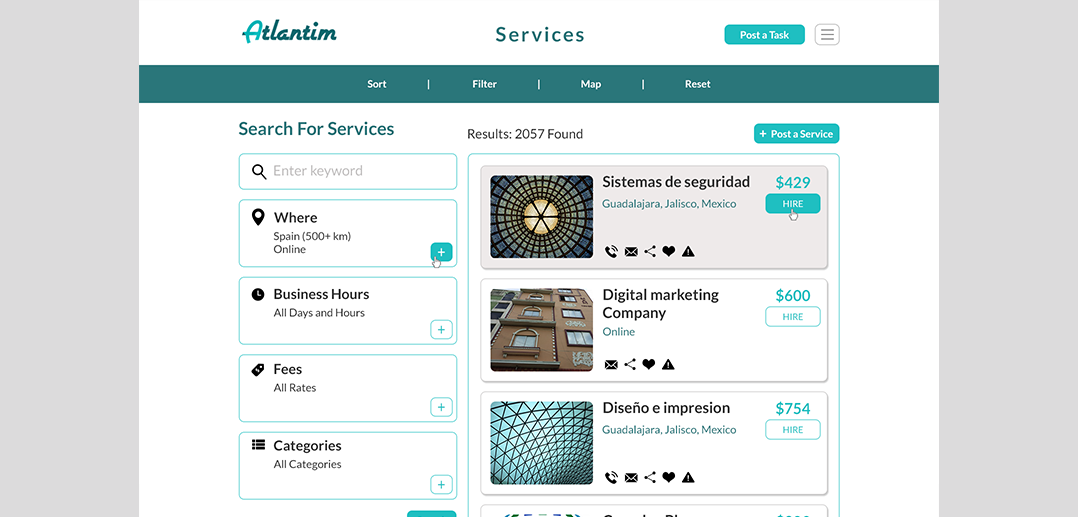 Atlantim
Services
Post a Task
Sort | Filter | Map | Reset
Search For Services
Enter keyword
Where
Spain (500+ km)
Online
+
Business Hours
All Days and Hours
+
Fees
All Rates
+
Categories
All Categories
+
Results: 2057 Found
+ Post a Service
Sistemas de seguridad
$429
Guadalajara, Jalisco, Mexico
HIRE
Digital marketing
Company
$600
Online
HIRE
Diseño e impresion
$754
Guadalajara, Jalisco, Mexico
HIRE